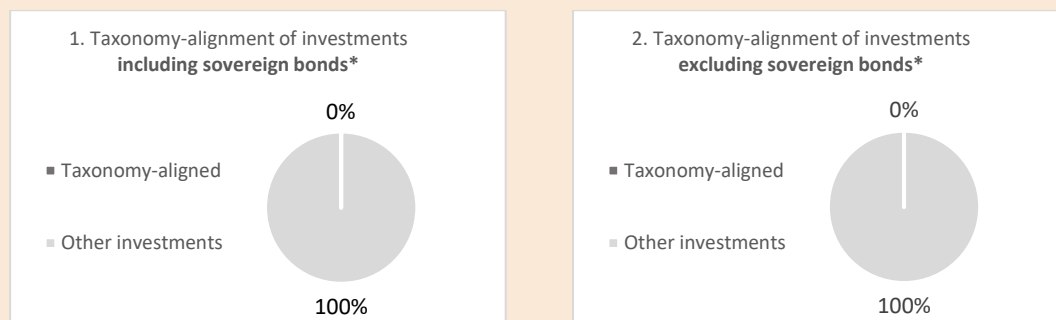 1. Taxonomy-alignment of investments
including sovereign bonds*
0%
Taxonomy-aligned
Other investments
100%
2. Taxonomy-alignment of investments
excluding sovereign bonds*
0%
Taxonomy-aligned
Other investments
100%